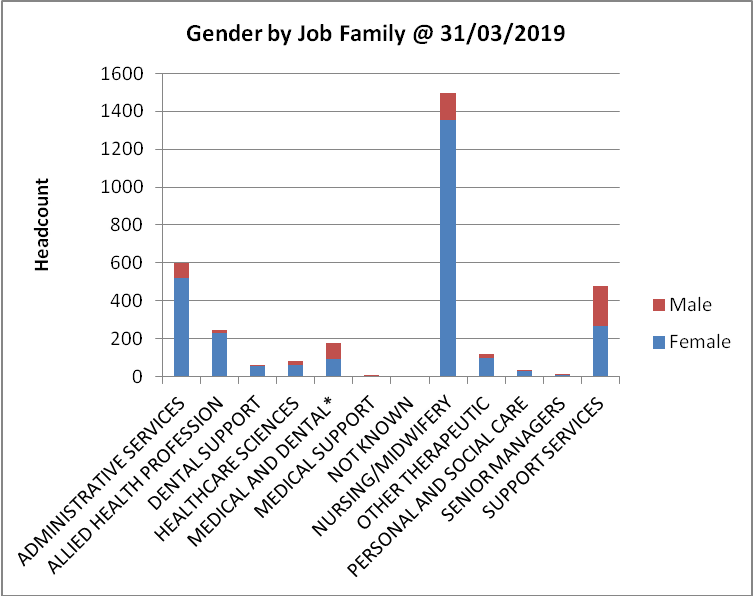 Gender by Job Family @ 31/03/2019
1600
1400
1200
1000
800
600
400
200
0
Headcount
Male
Female
ADMINISTRATIVE SERVICES
ALLIED HEALTH PROFESSION
DENTAL SUPPORT
HEALTHCARE SCIENCES
MEDICAL AND DENTAL*
MEDICAL SUPPORT
NOT KNOWN
NURSING/MIDWIFERY
OTHER THERAPEUTIC
PERSONAL AND SOCIAL CARE
SENIOR MANAGERS
SUPPORT SERVICES